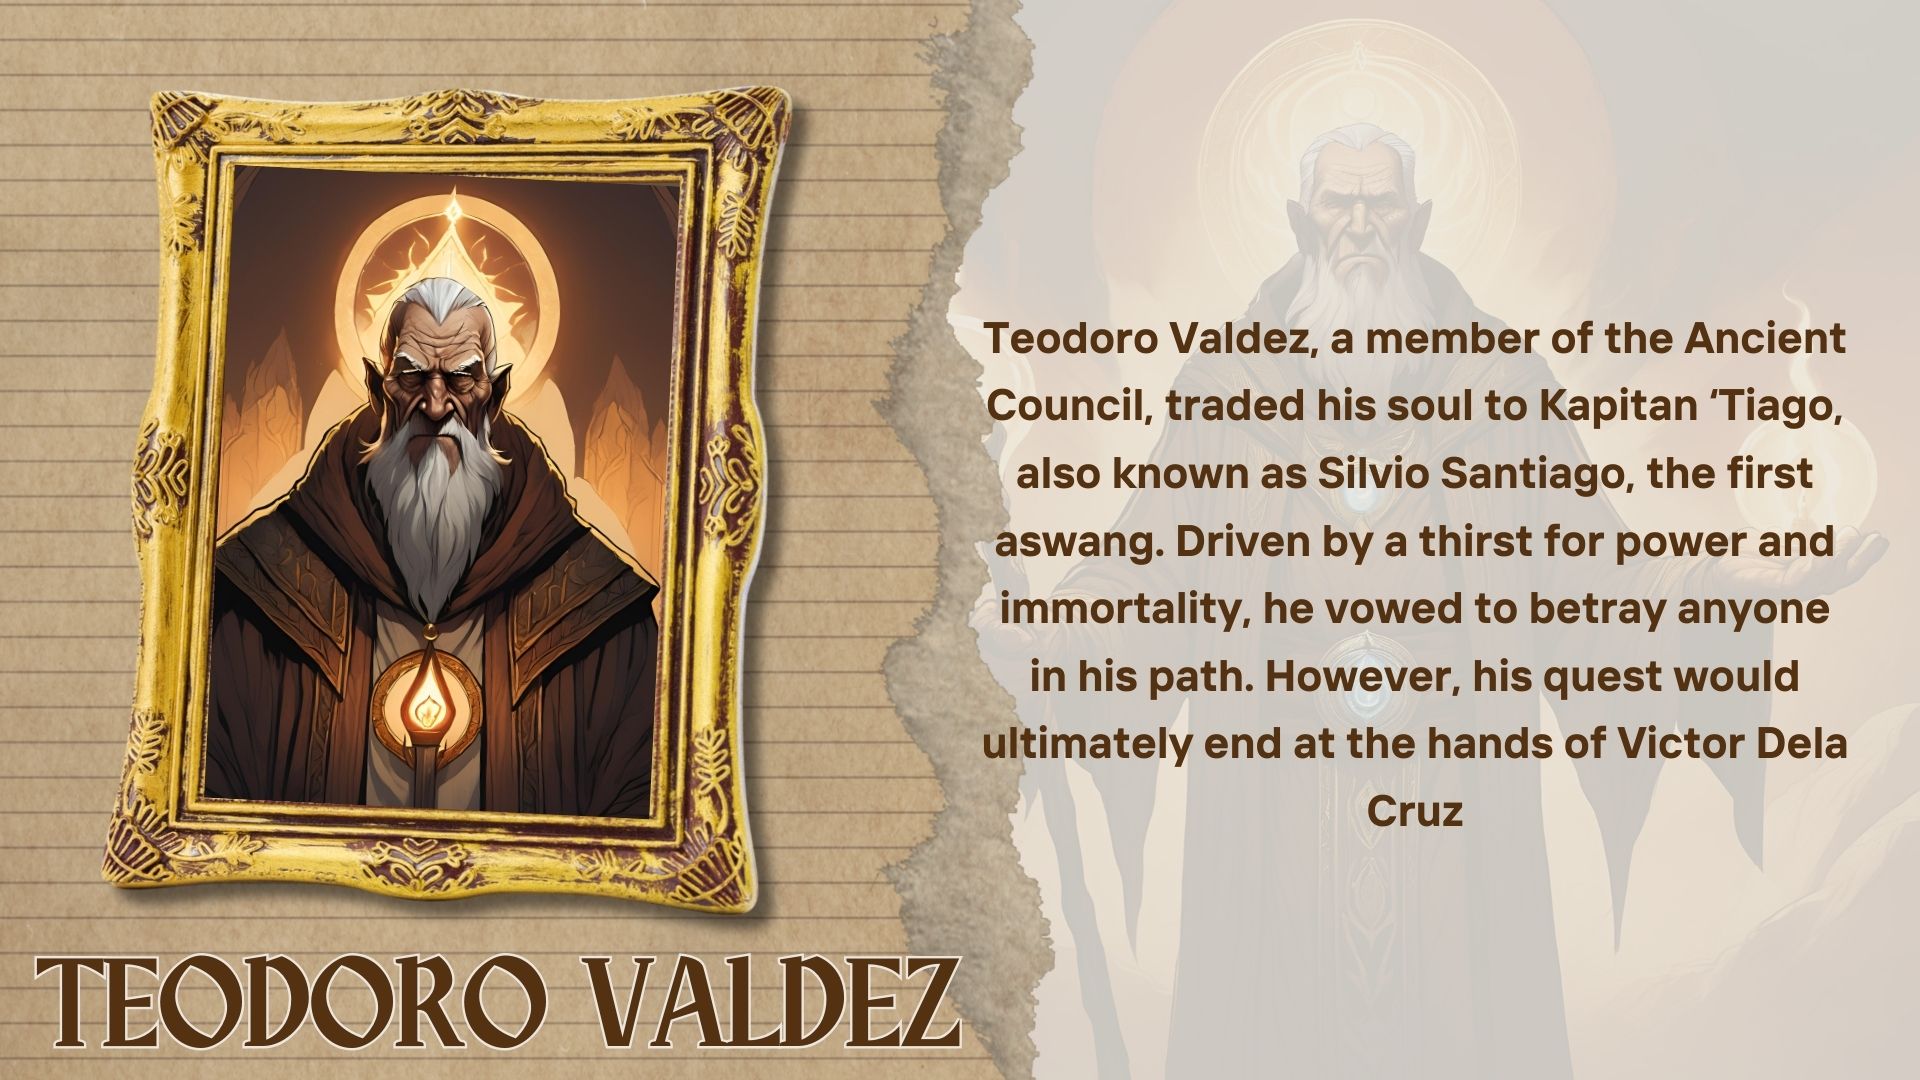 Teodoro Valdez, a member of the Ancient
Council, traded his soul to Kapitan ‘Tiago,
also known as Silvio Santiago, the first
aswang. Driven by a thirst for power and
immortality, he vowed to betray anyone
in his path. However, his quest would
ultimately end at the hands of Victor Dela
Cruz
TEODORO VALDEZ